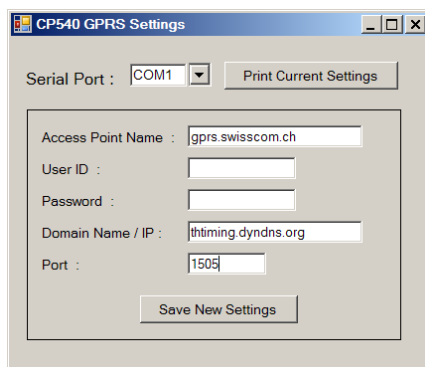 CP540 GPRS Settings
Serial Port : COM1 Print Current Settings
Access Point Name : gprs.swisscom.ch
User ID :
Password :
Domain Name / IP : thtiming.dyndns.org
Port : 1505
Save New Settings